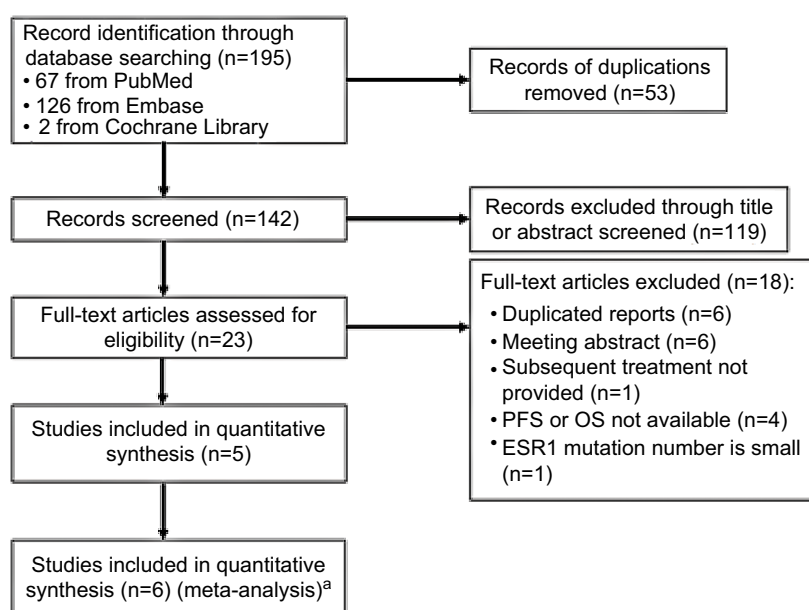 Record identification through
database searching (n=195)
• 67 from PubMed
• 126 from Embase
• 2 from Cochrane Library
Records of duplications
removed (n=53)
Records screened (n=142)
Records excluded through title
or abstract screened (n=119)
Full-text articles assessed for
eligibility (n=23)
Full-text articles excluded (n=18):
• Duplicated reports (n=6)
• Meeting abstract (n=6)
• Subsequent treatment not
provided (n=1)
• PFS or OS not available (n=4)
• ESR1 mutation number is small
(n=1)
Studies included in quantitative
synthesis (n=5)
Studies included in quantitative
synthesis (n=6) (meta-analysis)a